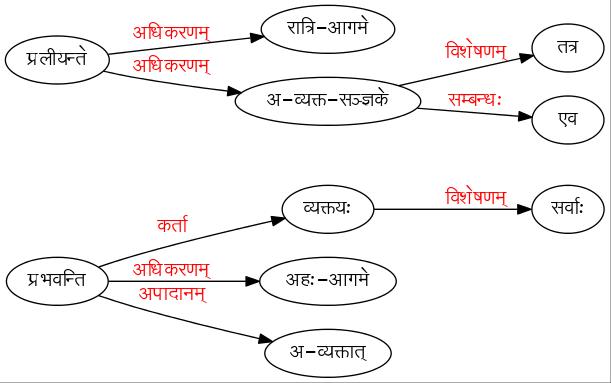 अधिकरणम्
रात्रि-आगमे
प्रलीयन्ते
अधिकरणम्
विशेषणम्
तत्र
अ-व्यक्त-सञ्ज्ञके
सम्बन्धः
एव
विशेषणम्
व्यक्तयः
सर्वाः
कर्ता
अधिकरणम्
प्रभवन्ति
अहः-आगमे
अपादानम्
अ-व्यक्तात्